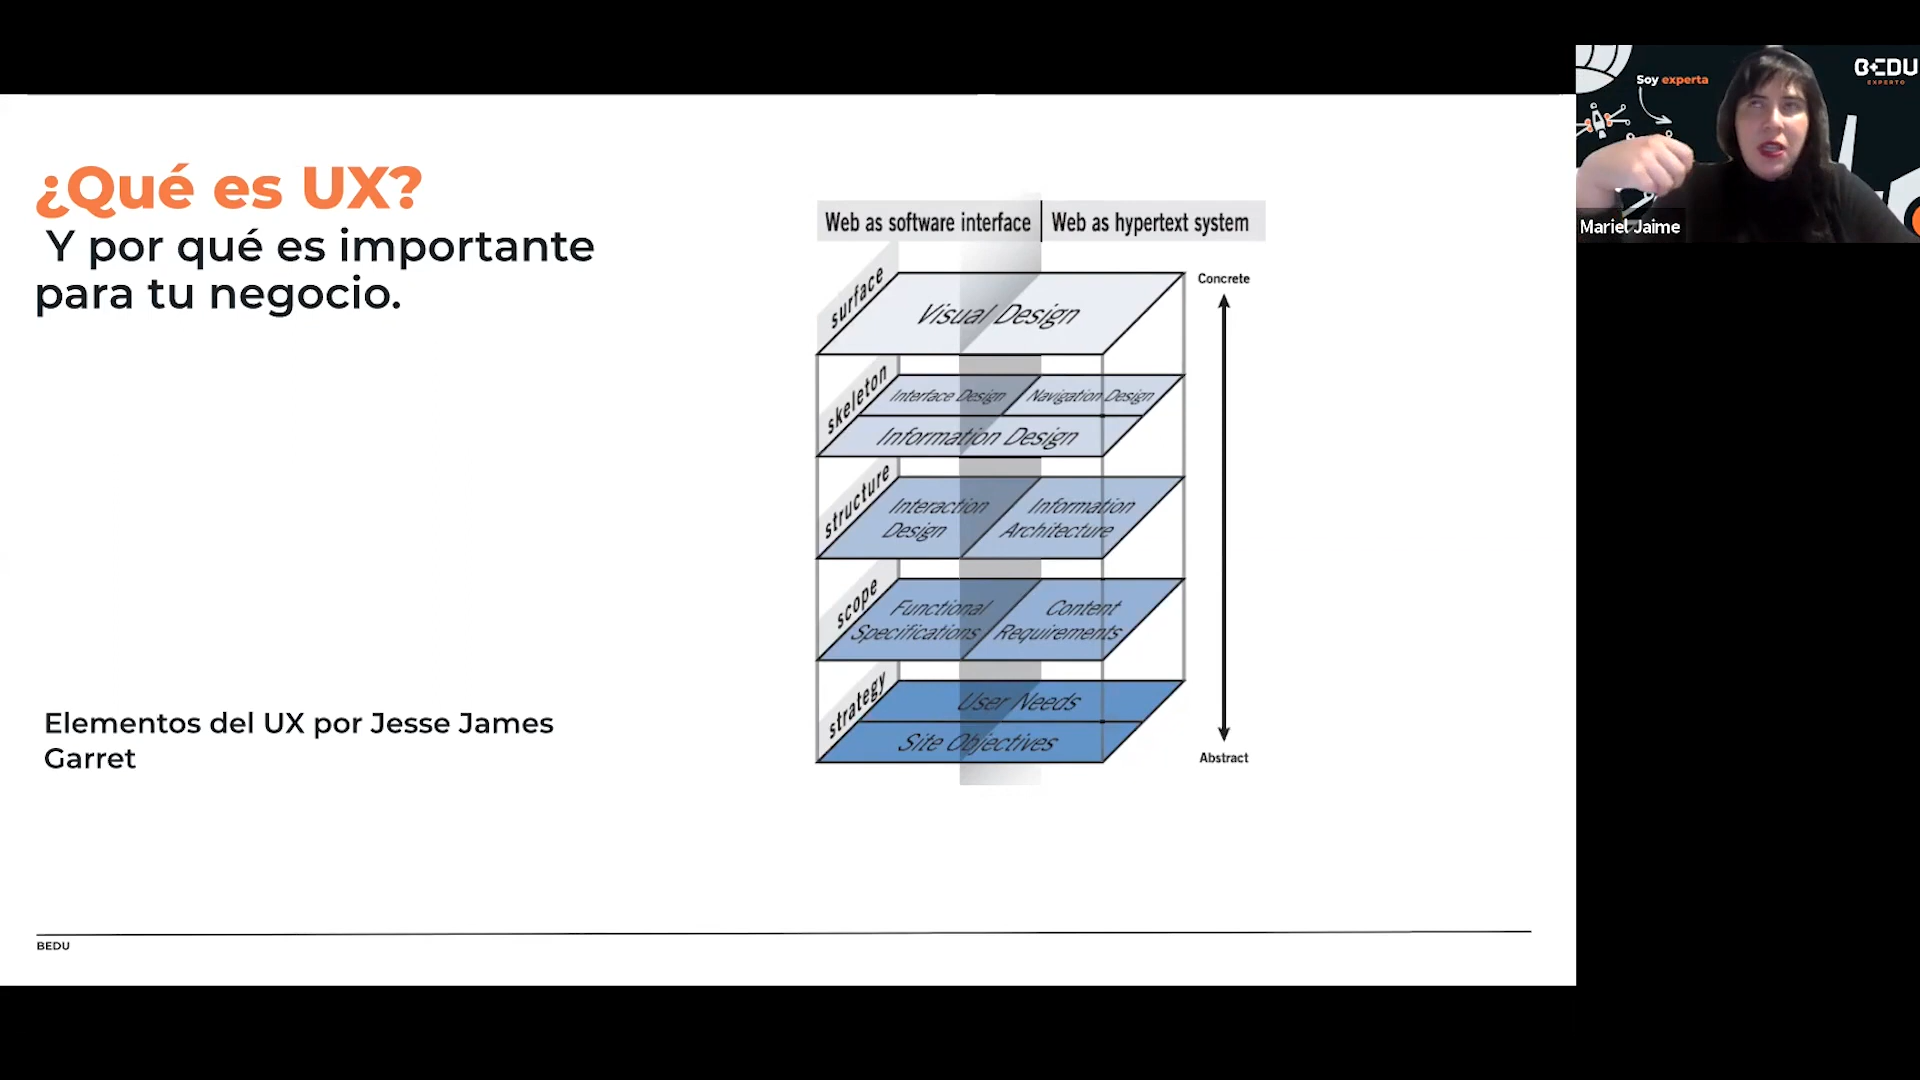 ¿Qué es UX?
Y por qué es importante
para tu negocio.
Elementos del UX por Jesse James
Garret
BEDU
Web as software interface
Web as hypertext system
surface
Visual Design
Concrete
skeleton
Interface Design
Navigation Design
Information Design
structure
Interaction
Design
Information
Architecture
scope
Functional
Specifications
Content
Requirements
strategy
User Needs
Site Objectives
Abstract
Soy experta
BEDU
EXPERTO
Mariel Jaime